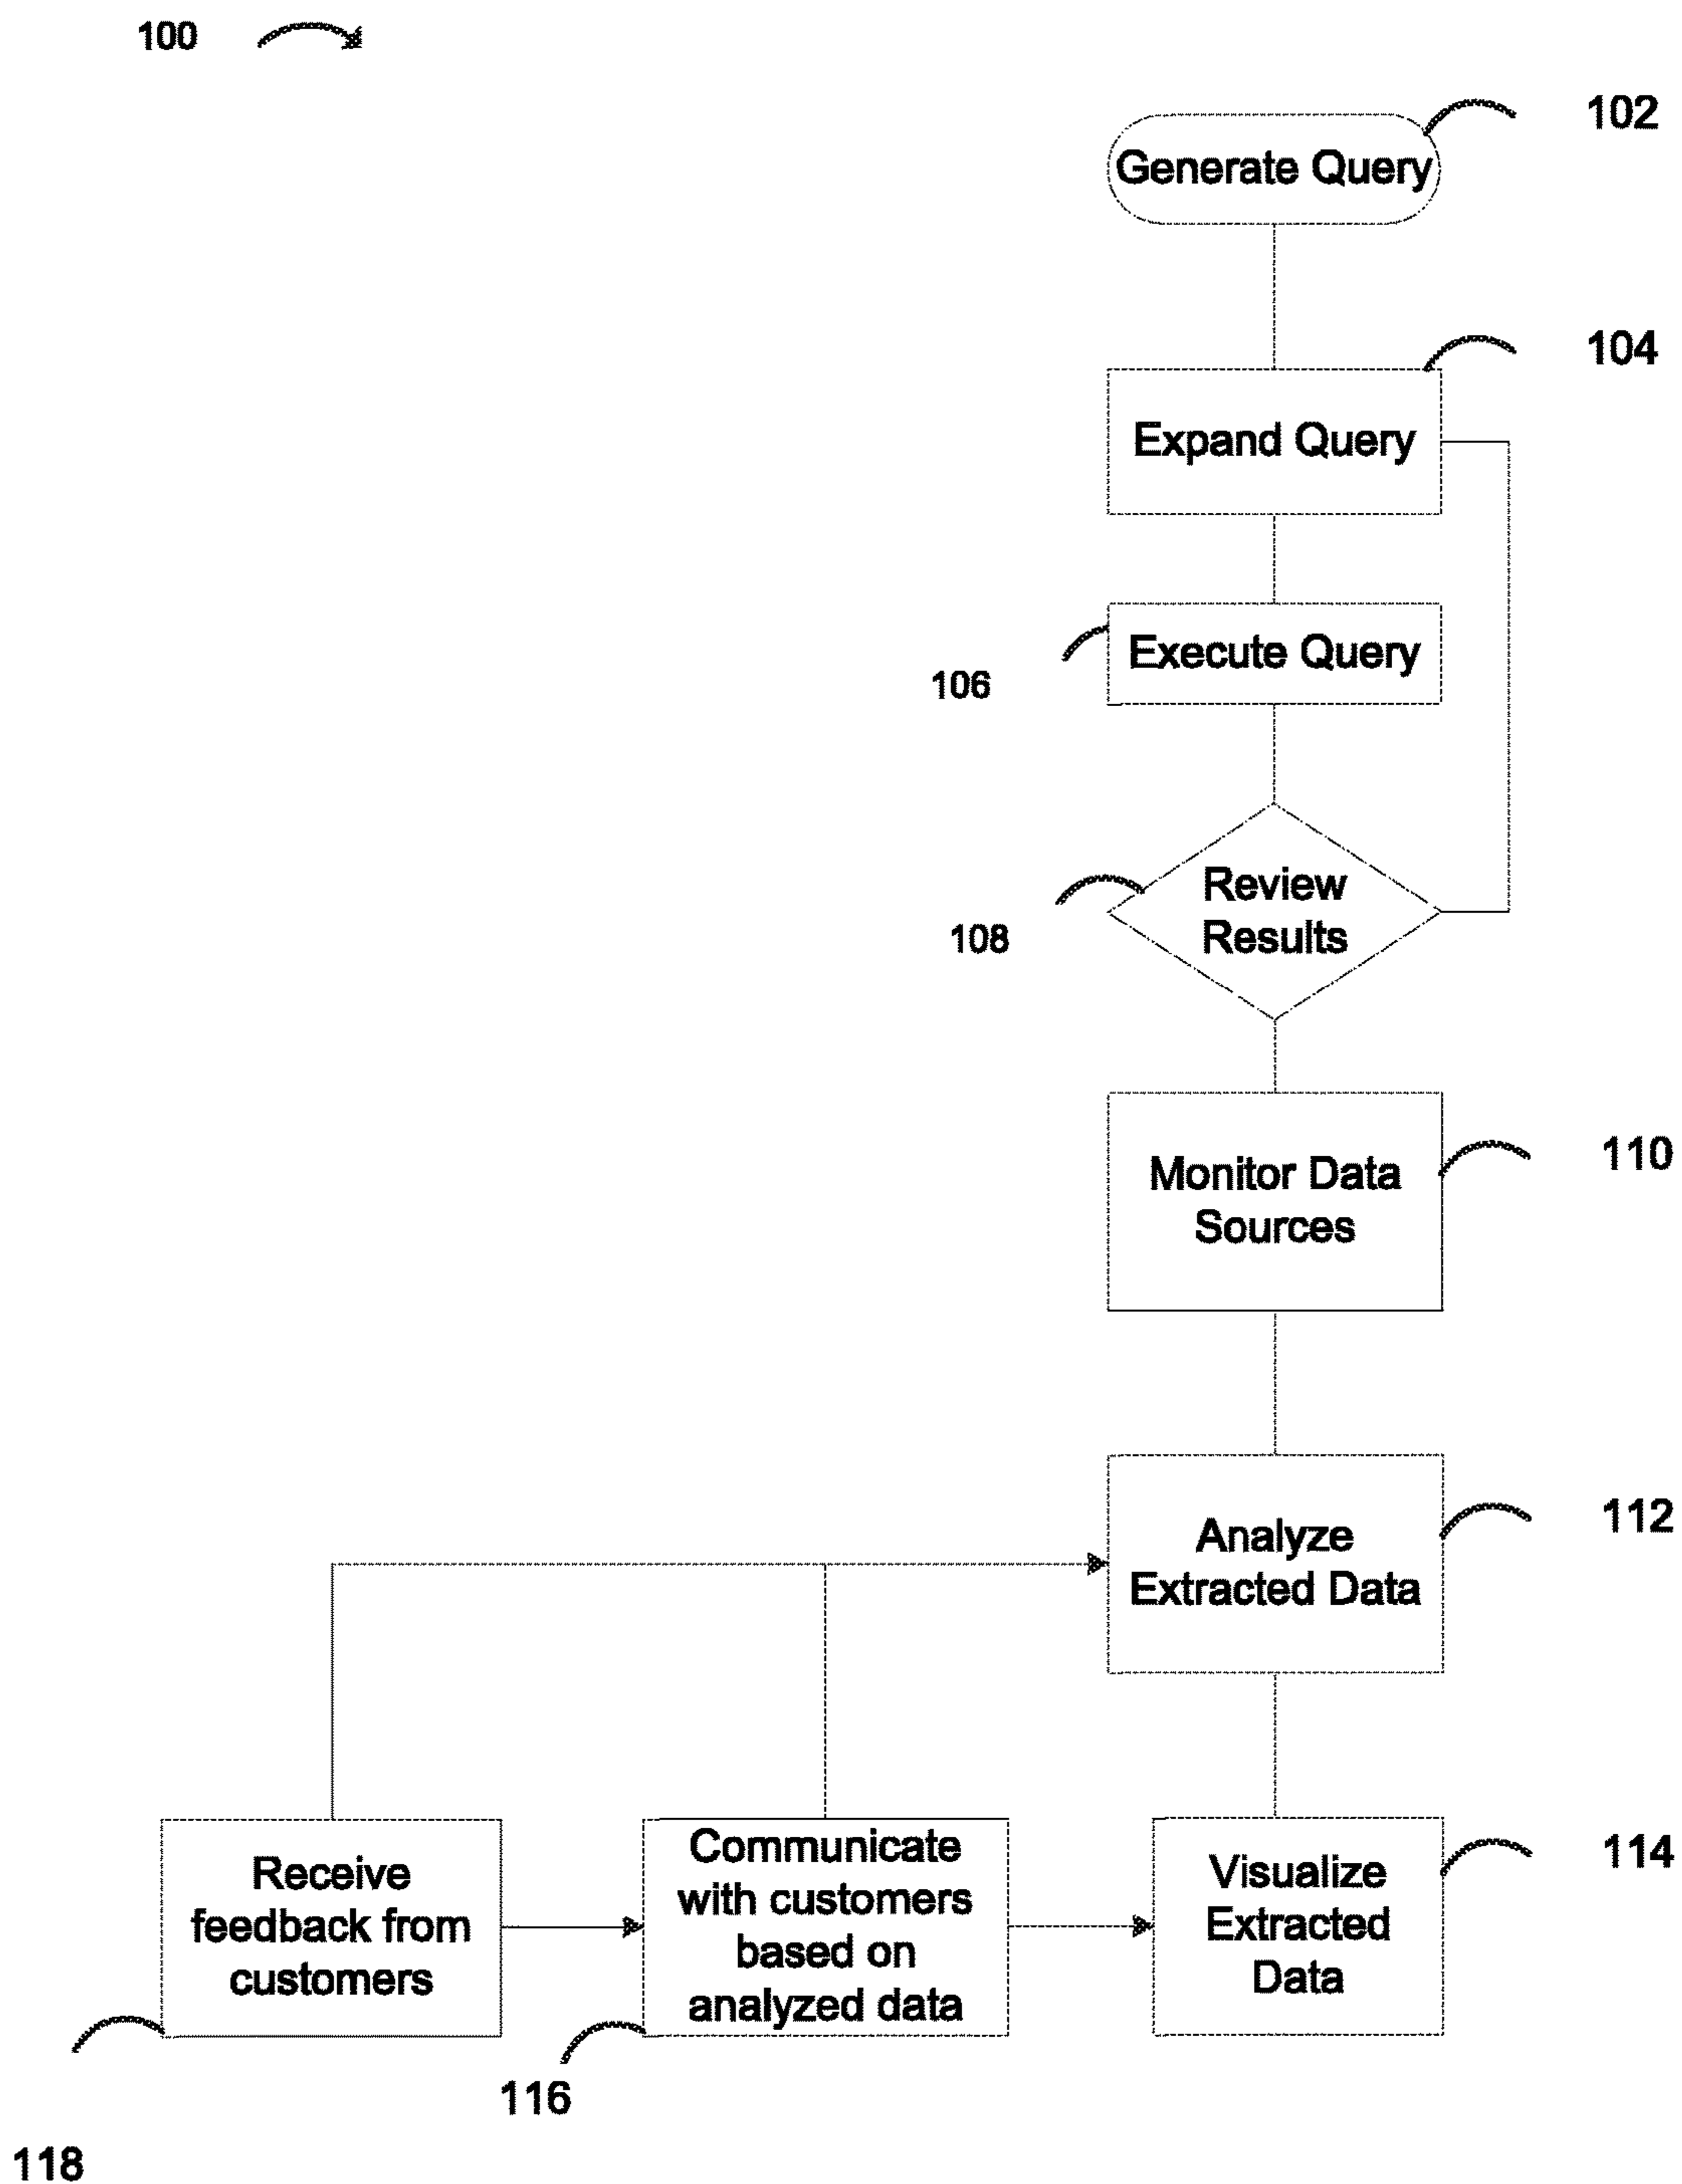 100
102
Generate Query
104
Expand Query
Execute Query
106
Review
Results
108
110
Monitor Data
Sources
112
Analyze
Extracted Data
114
Receive
feedback from
customers
Communicate
with customers
based on
analyzed data
Visualize
Extracted
Data
116
118